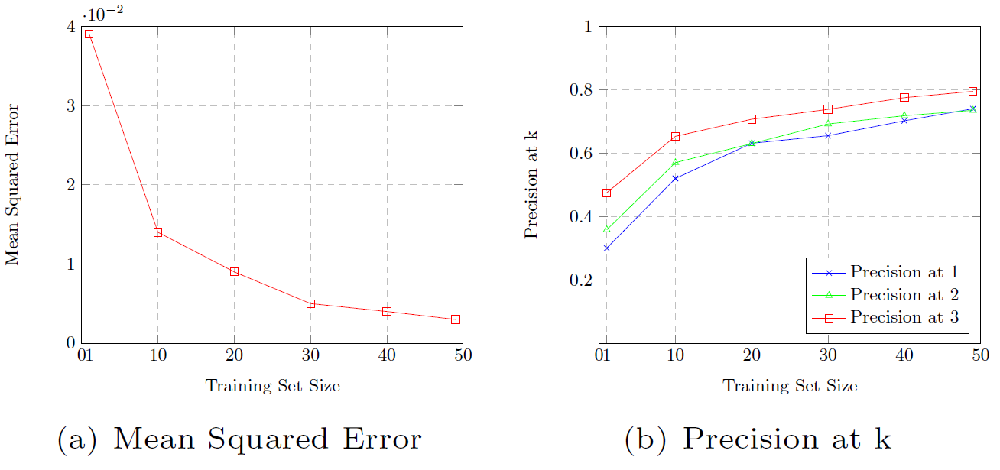 ·10⁻²
4
3
2
1
0
01 10 20 30 40 50
Mean Squared Error
Training Set Size
(a) Mean Squared Error
1
0.8
0.6
0.4
0.2
01 10 20 30 40 50
Precision at k
Precision at 1
Precision at 2
Precision at 3
Training Set Size
(b) Precision at k